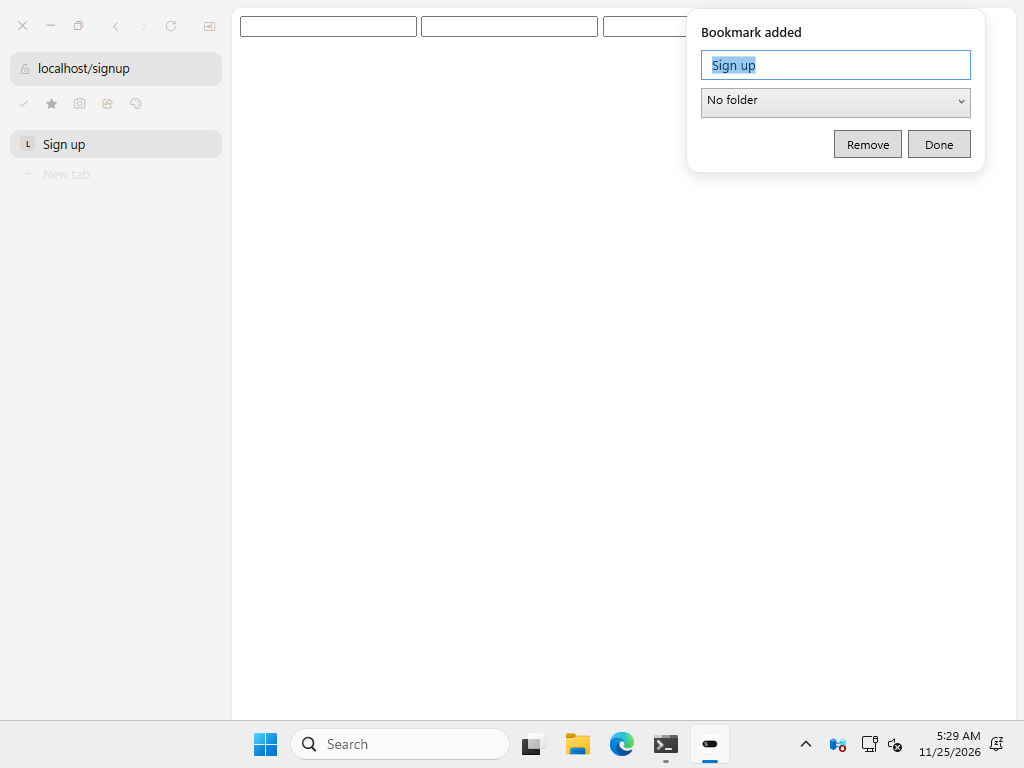 localhost/signup
L Sign up
New tab
Bookmark added
Sign up
No folder
Remove Done
Search
5:29 AM
11/25/2026